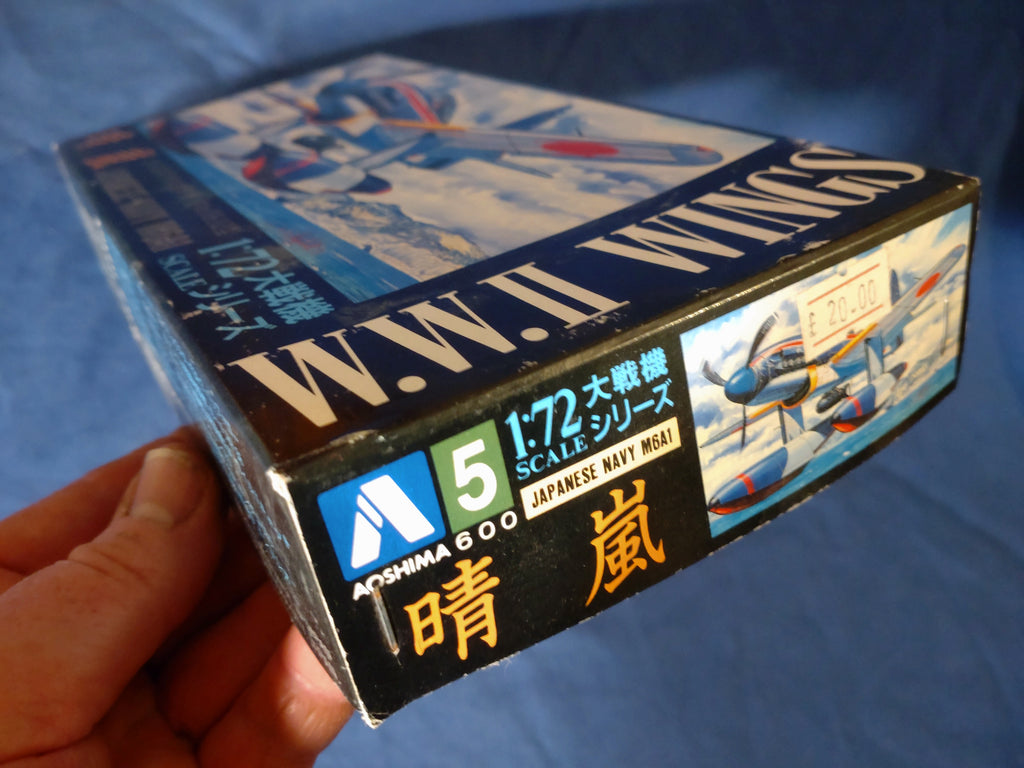 1:72 大戦機
SCALE シリーズ
W.W.II WINGS
£ 20.00
5
1:72 大戦機
SCALE シリーズ
JAPANESE NAVY M6A1
AOSHIMA 600
晴 嵐